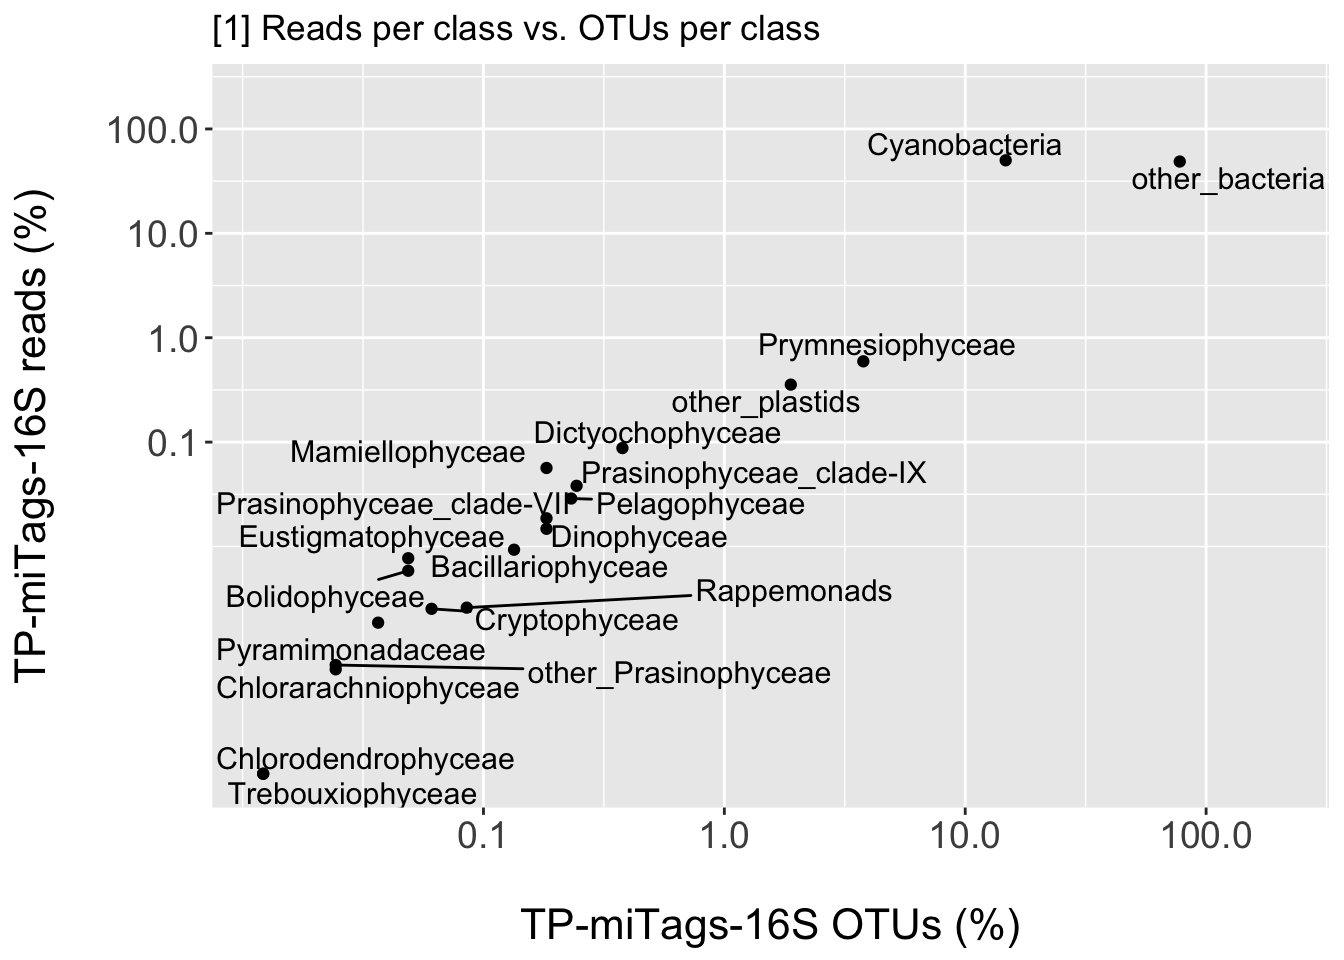 [1] Reads per class vs. OTUs per class
TP-miTags-16S reads (%)
100.0
10.0
1.0
0.1
Cyanobacteria
other_bacteria
Prymnesiophyceae
other_plastids
Dictyochophyceae
Mamiellophyceae
Prasinophyceae_clade-IX
Prasinophyceae_clade-VII
Pelagophyceae
Eustigmatophyceae
Dinophyceae
Bacillariophyceae
Bolidophyceae
Rappemonads
Cryptophyceae
Pyramimonadaceae
other_Prasinophyceae
Chlorarachniophyceae
Chlorodendrophyceae
Trebouxiophyceae
0.1 1.0 10.0 100.0
TP-miTags-16S OTUs (%)